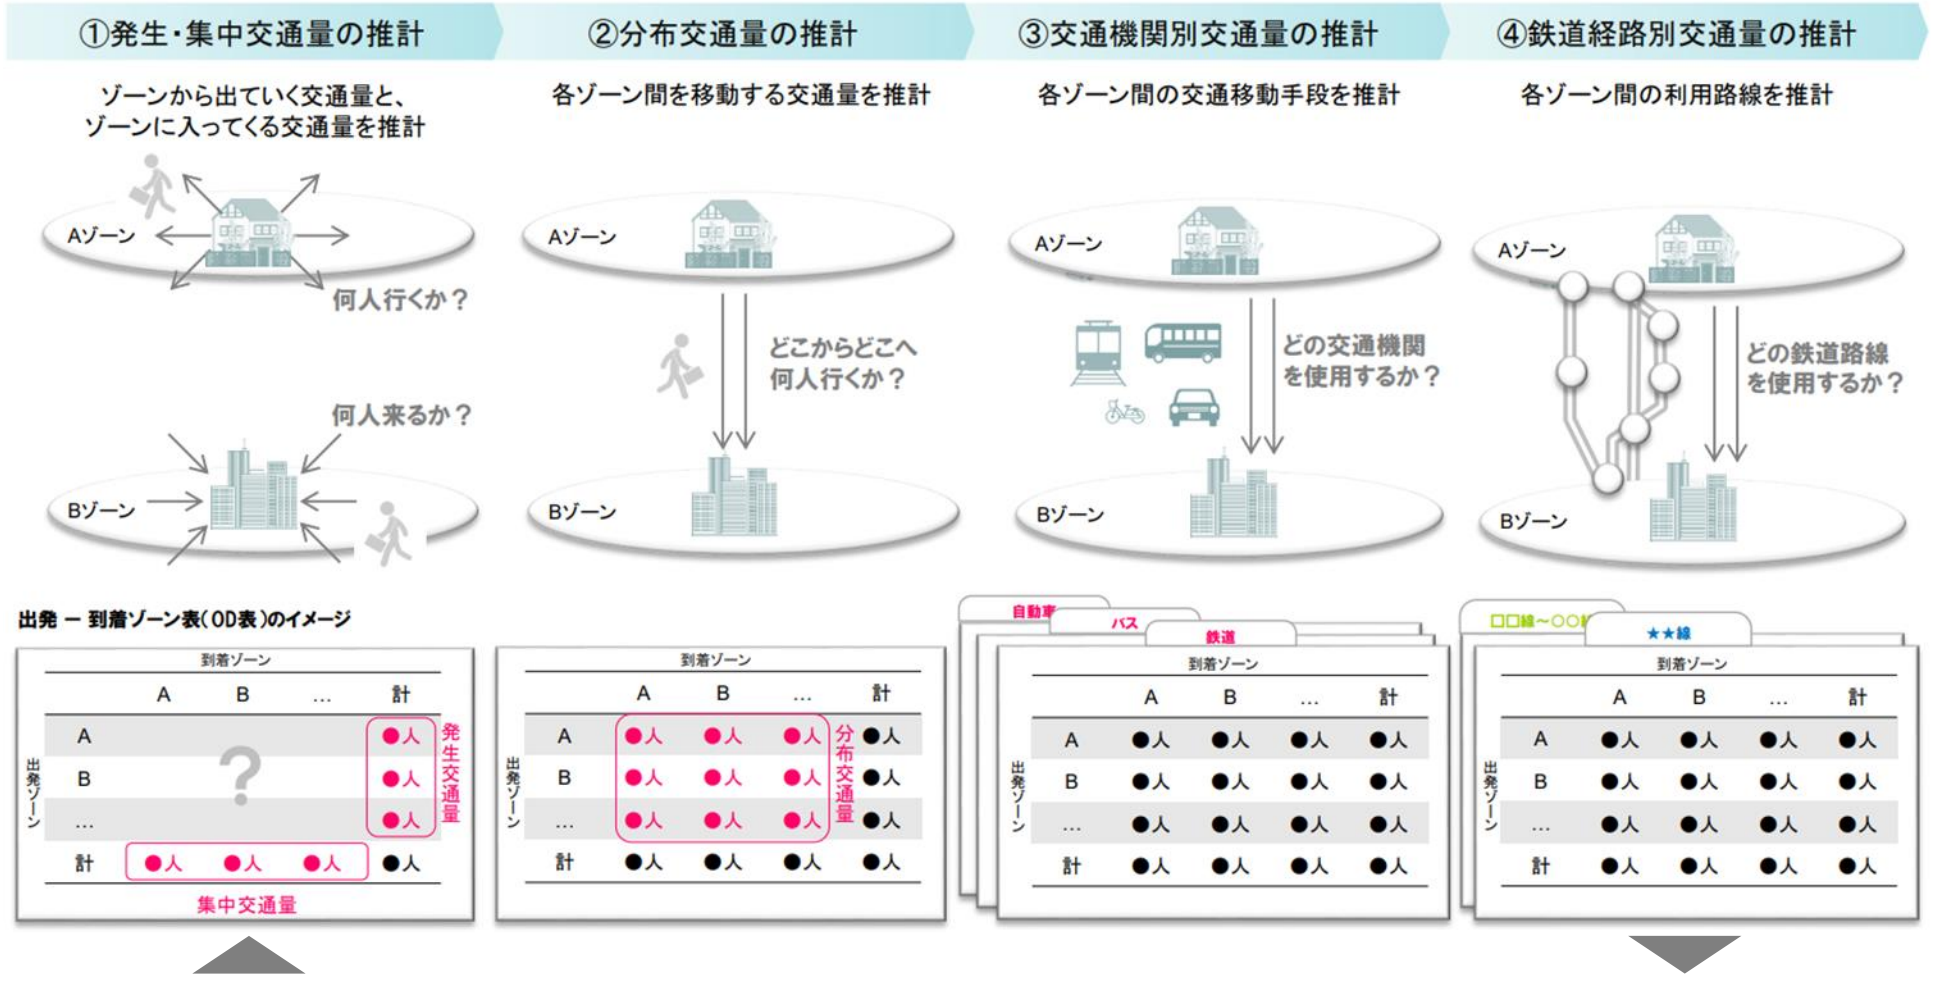 ①発生・集中交通量の推計
②分布交通量の推計
③交通機関別交通量の推計
④鉄道経路別交通量の推計
ゾーンから出ていく交通量と、
ゾーンに入ってくる交通量を推計
各ゾーン間を移動する交通量を推計
各ゾーン間の交通移動手段を推計
各ゾーン間の利用路線を推計
Aゾーン
何人行くか？
何人来るか？
Bゾーン
Aゾーン
どこからどこへ
何人行くか？
Bゾーン
Aゾーン
どの交通機関
を使用するか？
Bゾーン
Aゾーン
どの鉄道路線
を使用するか？
Bゾーン
出発 － 到着ゾーン表（OD表）のイメージ
到着ゾーン
A B … 計
出発ゾーン
A ●人
B ●人
… ●人
計 ●人 ●人 ●人 ●人
?
発生交通量
集中交通量
到着ゾーン
A B … 計
出発ゾーン
A ●人 ●人 ●人 ●人
B ●人 ●人 ●人 ●人
… ●人 ●人 ●人 ●人
計 ●人 ●人 ●人 ●人
分布交通量
自動車
バス
鉄道
到着ゾーン
A B … 計
出発ゾーン
A ●人 ●人 ●人 ●人
B ●人 ●人 ●人 ●人
… ●人 ●人 ●人 ●人
計 ●人 ●人 ●人 ●人
□□線～○○線
★★線
到着ゾーン
A B … 計
出発ゾーン
A ●人 ●人 ●人 ●人
B ●人 ●人 ●人 ●人
… ●人 ●人 ●人 ●人
計 ●人 ●人 ●人 ●人